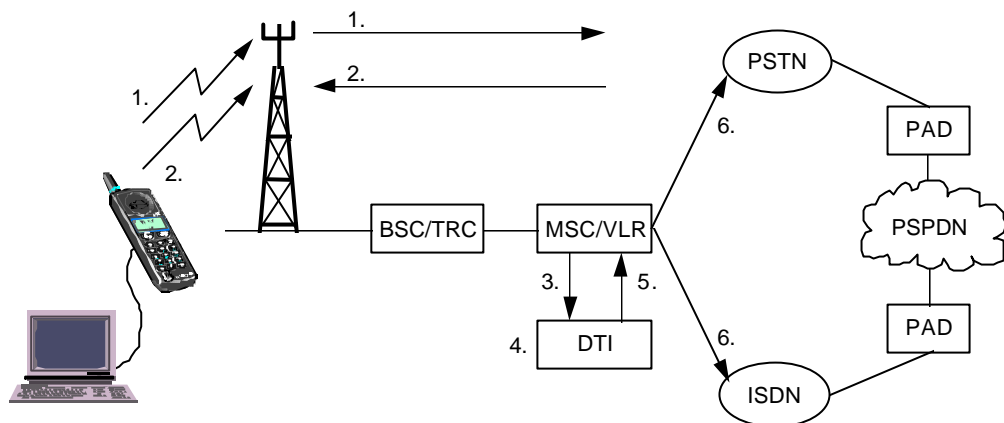 1.
2.
1.
2.
PSTN
6.
PAD
BSC/TRC
MSC/VLR
PSPDN
3.
5.
4.
DTI
6.
PAD
ISDN